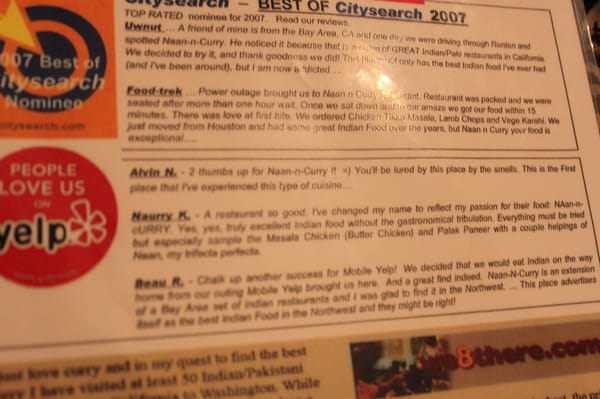 Citysearch – BEST OF Citysearch 2007
TOP RATED nominee for 2007. Read our reviews.
Uwnut ... A friend of mine is from the Bay Area, CA and one day we were driving through Renton and
spotted Naan-n-Curry. He noticed it because that is a chain of GREAT Indian/Paki restaurants in California.
We decided to try it, and thank goodness we did! This place not only has the best Indian food I've ever had
(and I've been around), but I am now addicted....
Food-trek ... Power outage brought us to Naan n Curry Restaurant. Restaurant was packed and we were
seated after more than one hour wait. Once we sat down and to our amaze we got our food within 15
minutes. There was love at first bite. We ordered Chicken Tikka Masala, Lamb Chops and Vege Karahi. We
just moved from Houston and had some great Indian Food over the years, but Naan n Curry your food is
exceptional....
2007 Best of
Citysearch
Nominee
citysearch.com
PEOPLE
LOVE US
ON
yelp
Alvin N. - 2 thumbs up for Naan-n-Curry !! =) You'll be lured by this place by the smells. This is the First
place that I've experienced this type of cuisine...
Naurry K. - A restaurant so good, I've changed my name to reflect my passion for their food: NAan-n-
cURRY. Yes, yes, truly excellent Indian food without the gastronomical tribulation. Everything must be tried
but especially sample the Masala Chicken (Butter Chicken) and Palak Paneer with a couple helpings of
Naan, my trifecta perfecta.
Beau R. - Chalk up another success for Mobile Yelp! We decided that we would eat Indian on the way
home from our outing Mobile Yelp brought us here. And a great find indeed. Naan-N-Curry is an extension
of a Bay Area set of Indian restaurants and I was glad to find it in the Northwest. ... This place advertises
itself as the best Indian Food in the Northwest and they might be right!
just love curry and in my quest to find the best
I have visited at least 50 Indian/Pakistani
California to Washington. While
we8there.com